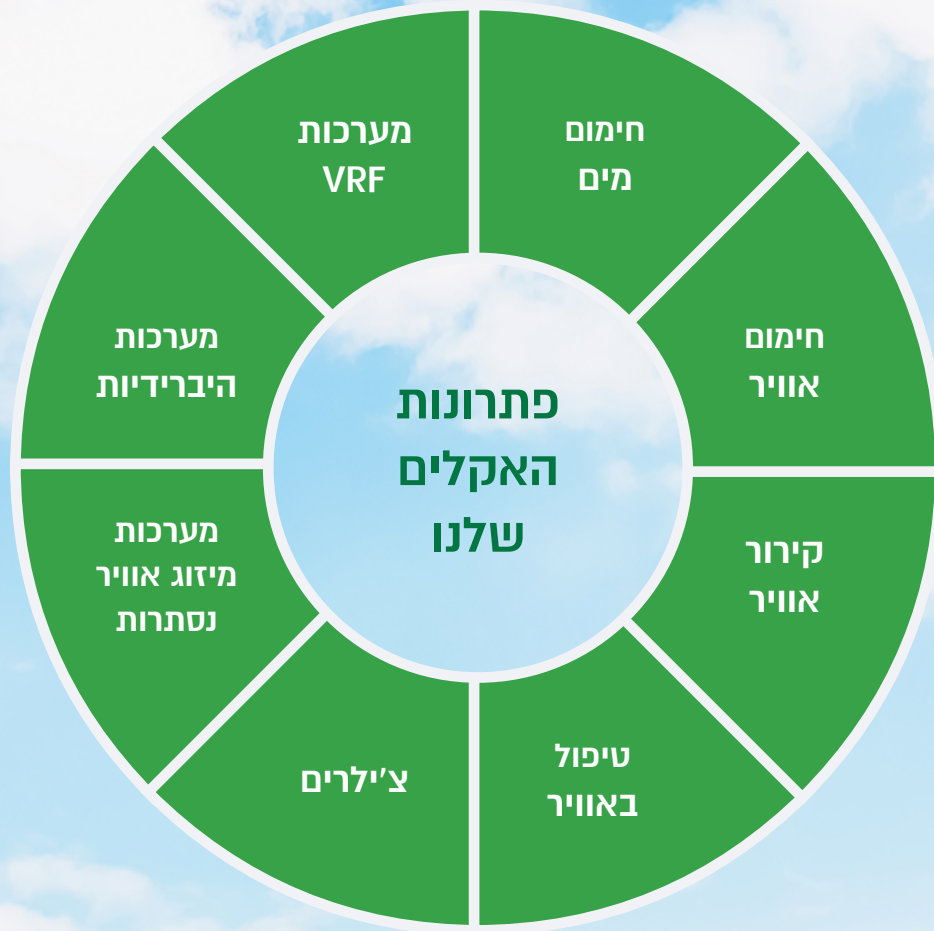 פתרונות
האקלים
שלנו
חימום
מים
חימום
אוויר
קירור
אוויר
טיפול
באוויר
צ'ילרים
מערכות
מיזוג אוויר
נסתרות
מערכות
היברידיות
מערכות
VRF